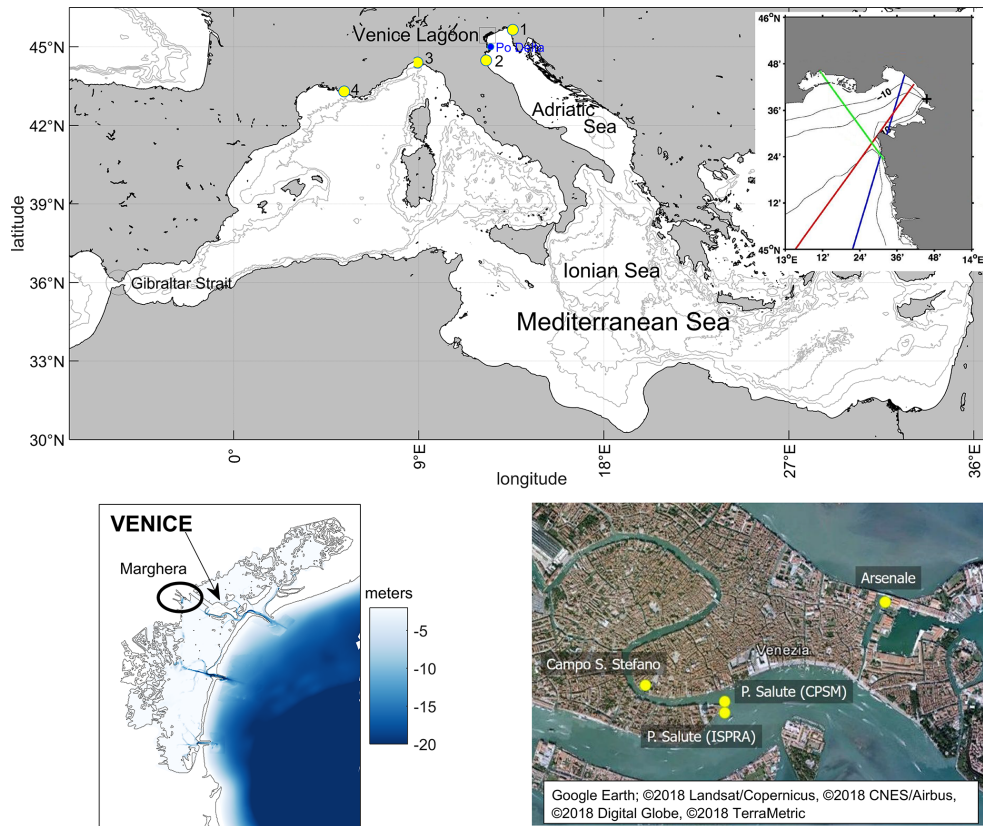 45°N
42°N
39°N
36°N
33°N
30°N
latitude
0°
9°E
18°E
27°E
36°E
longitude
Venice Lagoon
Po Delta
1
2
3
4
Adriatic
Sea
Gibraltar Strait
Ionian Sea
Mediterranean Sea
46°N
48'
36'
24'
12'
45°N
13°E
12'
24'
36'
48'
14°E
-10
VENICE
Marghera
meters
-5
-10
-15
-20
Arsenale
Venezia
Campo S. Stefano
P. Salute (CPSM)
P. Salute (ISPRA)
Google Earth; ©2018 Landsat/Copernicus, ©2018 CNES/Airbus,
©2018 Digital Globe, ©2018 TerraMetric